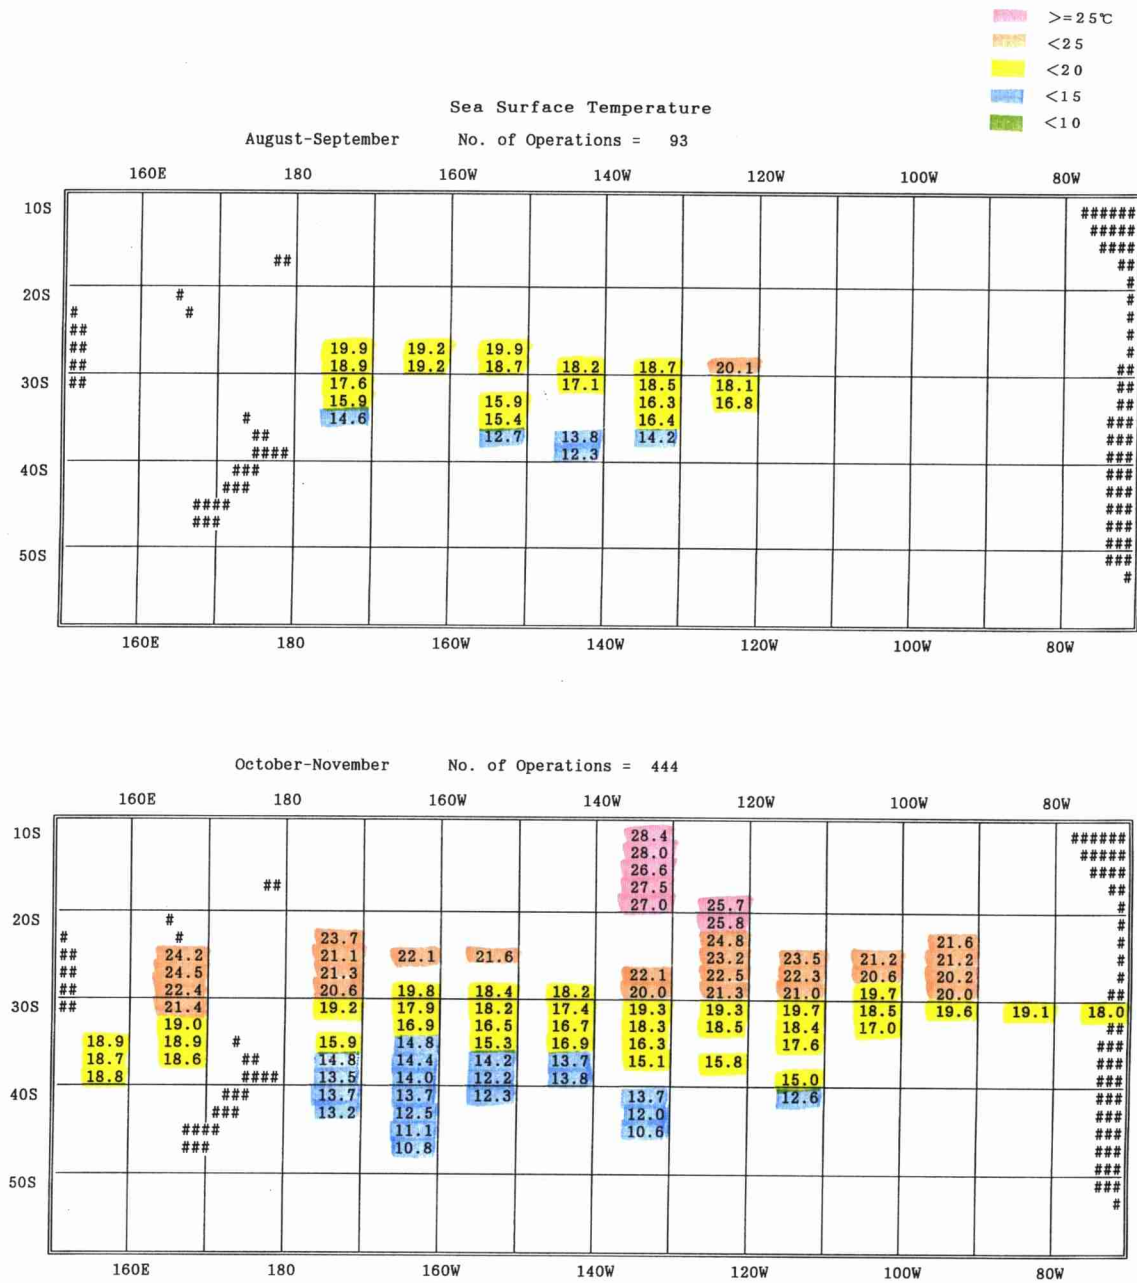 >=25℃
<25
<20
<15
<10
Sea Surface Temperature
August-September No. of Operations = 93
160E 180 160W 140W 120W 100W 80W
10S
######
#####
####
## ##
#
20S # #
# # #
## #
## 19.9 19.2 19.9 #
## 18.9 19.2 18.7 18.2 18.7 20.1 ##
30S ## 17.6 17.1 18.5 18.1 ##
15.9 15.9 16.3 16.8 ##
# 14.6 15.4 16.4 ###
## 12.7 13.8 14.2 ###
#### 12.3 ###
40S ### ###
### ###
#### ###
### ###
###
50S ###
#
160E 180 160W 140W 120W 100W 80W
October-November No. of Operations = 444
160E 180 160W 140W 120W 100W 80W
10S 28.4 ######
28.0 #####
26.6 ####
## 27.5 ##
27.0 25.7 #
20S # 25.8 #
# # 23.7 24.8 21.6 #
## 24.2 21.1 22.1 21.6 23.2 23.5 21.2 21.2 #
## 24.5 21.3 22.1 22.5 22.3 20.6 20.2 #
## 22.4 20.6 19.8 18.4 18.2 20.0 21.3 21.0 19.7 20.0 ##
30S ## 21.4 19.2 17.9 18.2 17.4 19.3 19.3 19.7 18.5 19.6 19.1 18.0
19.0 16.9 16.5 16.7 18.3 18.5 18.4 17.0 ##
18.9 18.9 # 15.9 14.8 15.3 16.9 16.3 17.6 ###
18.7 18.6 ## 14.8 14.4 14.2 13.7 15.1 15.8 ###
18.8 #### 13.5 14.0 12.2 13.8 15.0 ###
40S ### 13.7 13.7 12.3 13.7 12.6 ###
### 13.2 12.5 12.0 ###
#### 11.1 10.6 ###
### 10.8 ###
###
50S ###
#
160E 180 160W 140W 120W 100W 80W